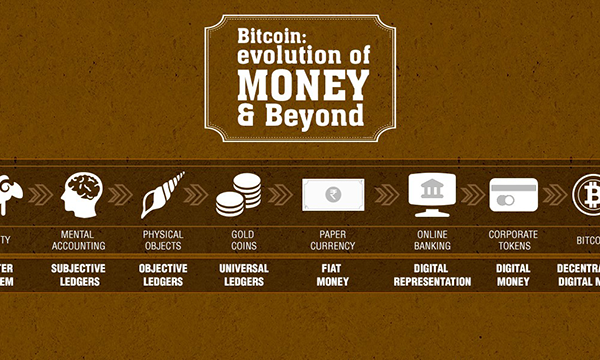 Bitcoin:
evolution of
MONEY
& Beyond
₹
B
TY
MENTAL
ACCOUNTING
PHYSICAL
OBJECTS
GOLD
COINS
PAPER
CURRENCY
ONLINE
BANKING
CORPORATE
TOKENS
BITCO
TER
EM
SUBJECTIVE
LEDGERS
OBJECTIVE
LEDGERS
UNIVERSAL
LEDGERS
FIAT
MONEY
DIGITAL
REPRESENTATION
DIGITAL
MONEY
DECENTRA
DIGITAL M